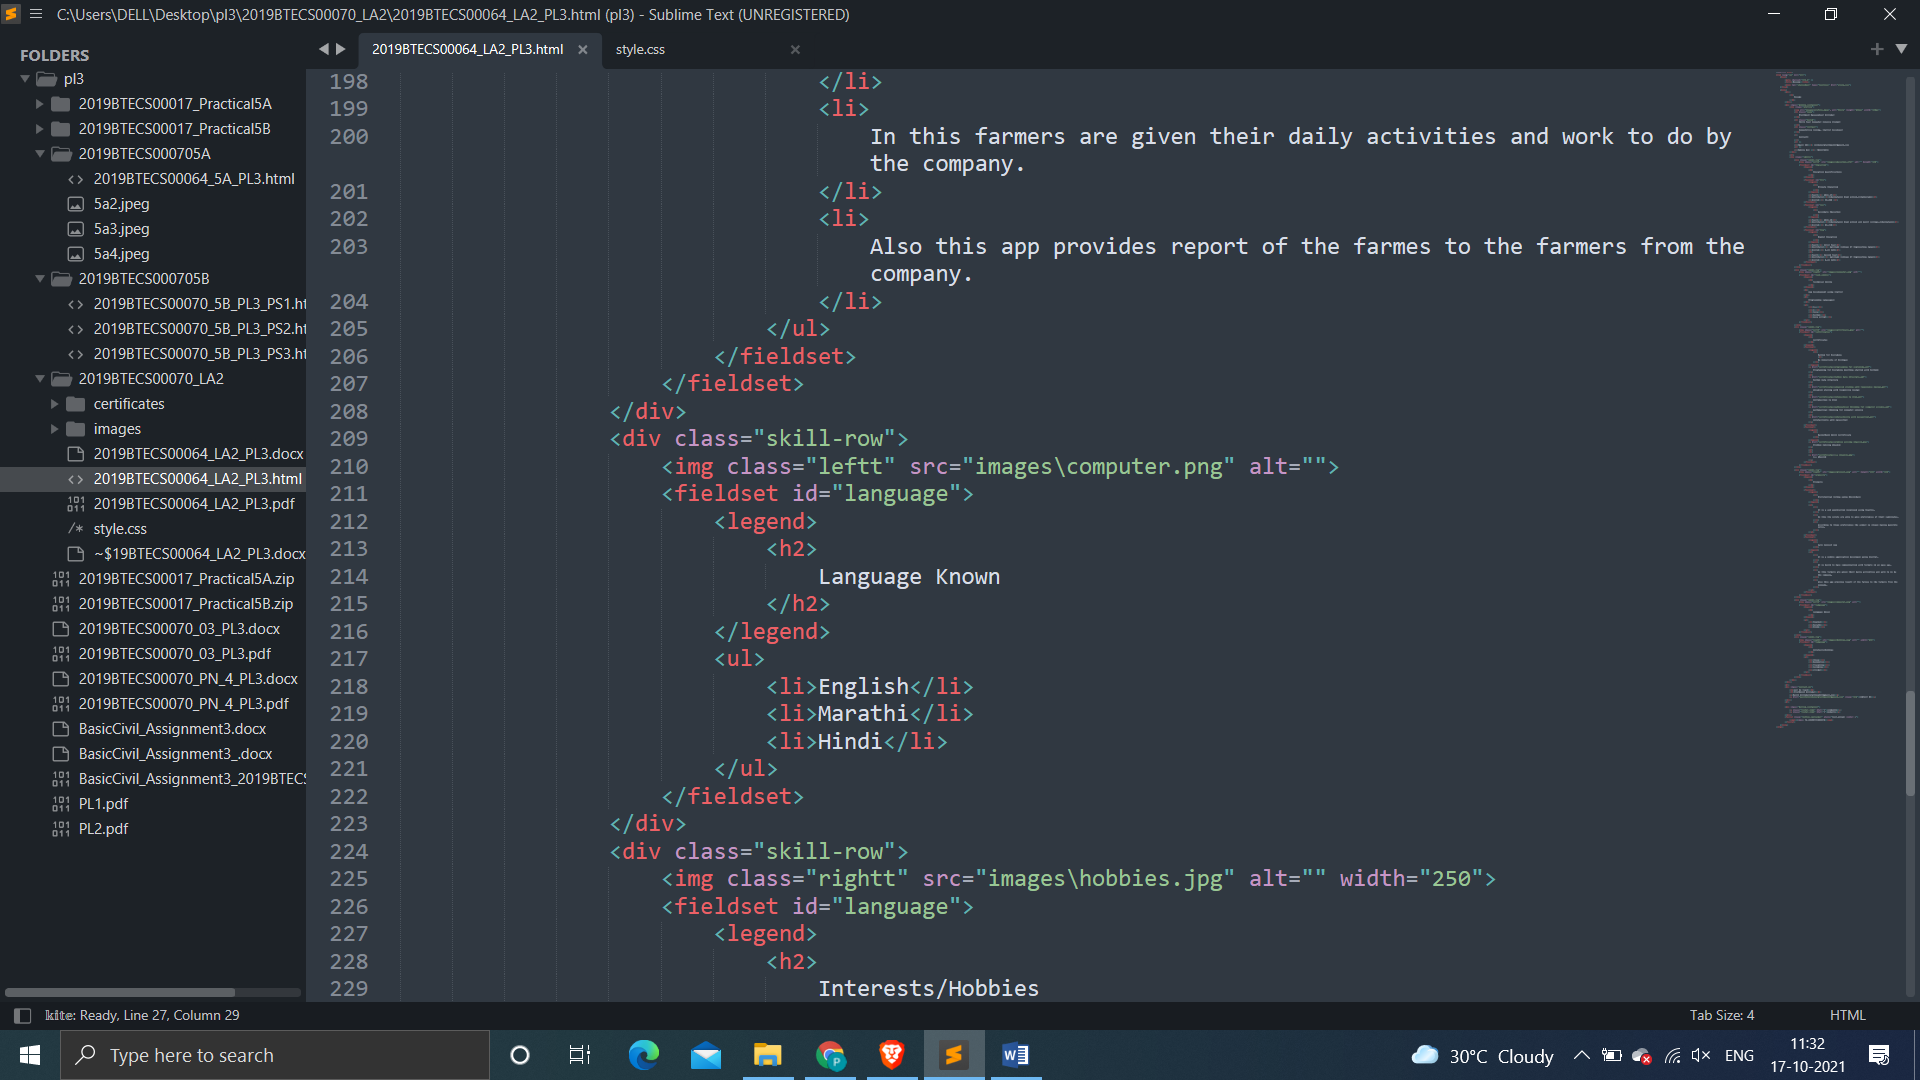 C:\Users\DELL\Desktop\pl3\2019BTECS00070_LA2\2019BTECS00064_LA2_PL3.html (pl3) - Sublime Text (UNREGISTERED)
FOLDERS
pl3
2019BTECS00017_Practical5A
2019BTECS00017_Practical5B
2019BTECS000705A
2019BTECS00064_5A_PL3.html
5a2.jpeg
5a3.jpeg
5a4.jpeg
2019BTECS000705B
2019BTECS00070_5B_PL3_PS1.ht
2019BTECS00070_5B_PL3_PS2.ht
2019BTECS00070_5B_PL3_PS3.ht
2019BTECS00070_LA2
certificates
images
2019BTECS00064_LA2_PL3.docx
2019BTECS00064_LA2_PL3.html
2019BTECS00064_LA2_PL3.pdf
/* style.css
~$19BTECS00064_LA2_PL3.docx
2019BTECS00017_Practical5A.zip
2019BTECS00017_Practical5B.zip
2019BTECS00070_03_PL3.docx
2019BTECS00070_03_PL3.pdf
2019BTECS00070_PN_4_PL3.docx
2019BTECS00070_PN_4_PL3.pdf
BasicCivil_Assignment3.docx
BasicCivil_Assignment3_.docx
BasicCivil_Assignment3_2019BTECS
PL1.pdf
PL2.pdf
2019BTECS00064_LA2_PL3.html
style.css
198 </li>
199 <li>
200 In this farmers are given their daily activities and work to do by
the company.
201 </li>
202 <li>
203 Also this app provides report of the farmes to the farmers from the
company.
204 </li>
205 </ul>
206 </fieldset>
207 </fieldset>
208 </div>
209 <div class="skill-row">
210 <img class="leftt" src="images\computer.png" alt="">
211 <fieldset id="language">
212 <legend>
213 <h2>
214 Language Known
215 </h2>
216 </legend>
217 <ul>
218 <li>English</li>
219 <li>Marathi</li>
220 <li>Hindi</li>
221 </ul>
222 </fieldset>
223 </div>
224 <div class="skill-row">
225 <img class="rightt" src="images\hobbies.jpg" alt="" width="250">
226 <fieldset id="language">
227 <legend>
228 <h2>
229 Interests/Hobbies
kite: Ready, Line 27, Column 29
Tab Size: 4
HTML
Type here to search
30°C Cloudy
ENG
11:32
17-10-2021